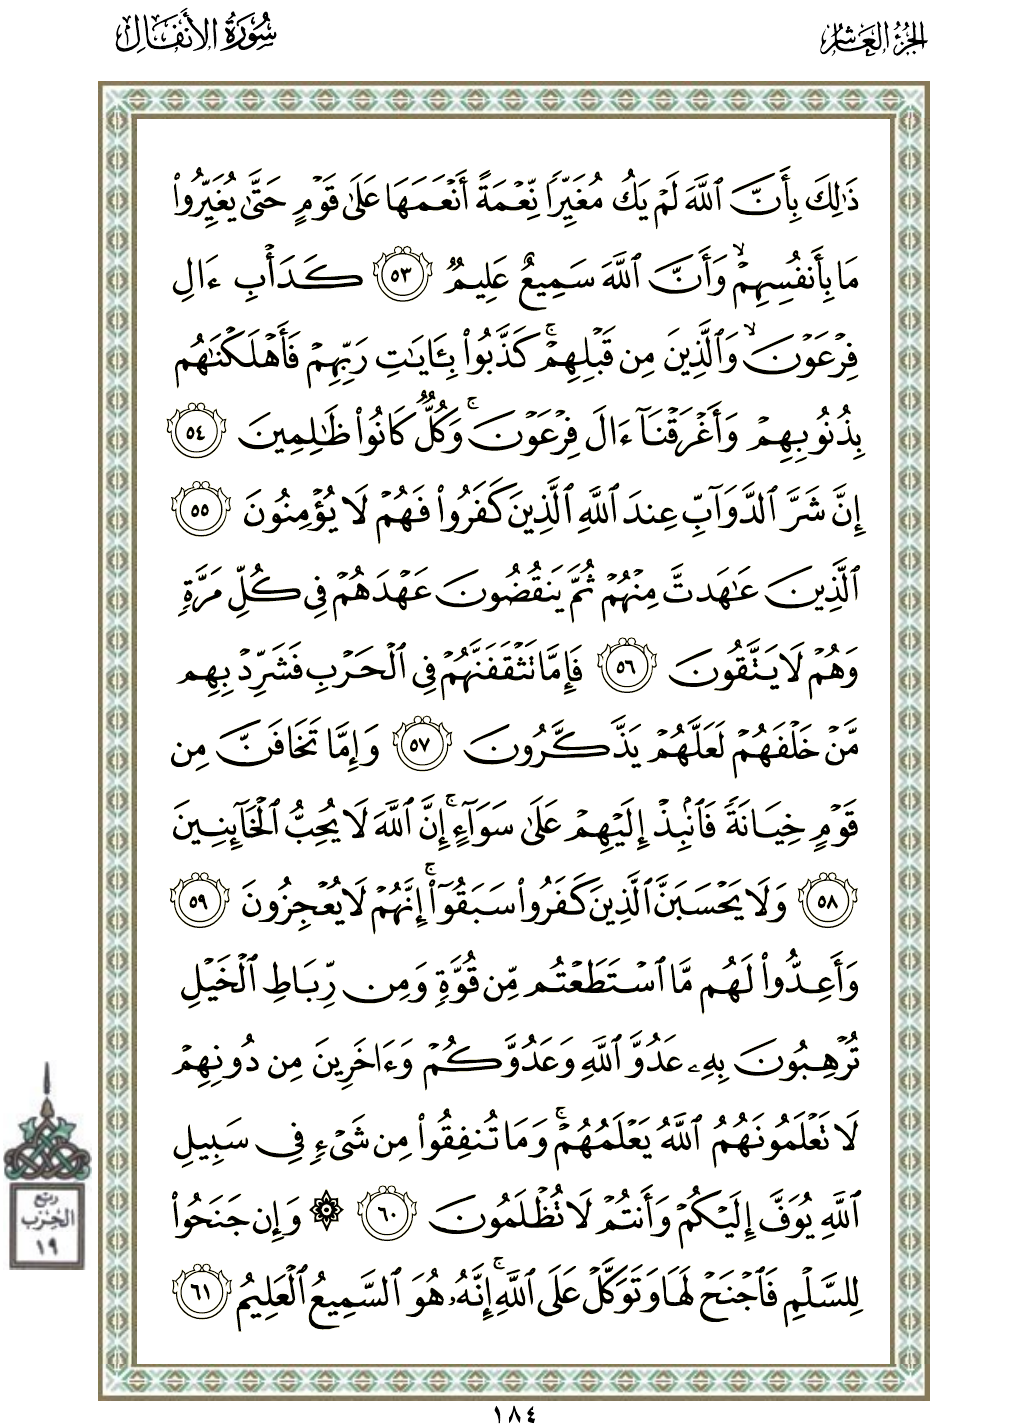 الجزء العاشر
سورة الأنفال
ذَٰلِكَ بِأَنَّ ٱللَّهَ لَمْ يَكُ مُغَيِّرًا نِّعْمَةً أَنْعَمَهَا عَلَىٰ قَوْمٍ حَتَّىٰ يُغَيِّرُوا۟
مَا بِأَنفُسِهِمْ ۙ وَأَنَّ ٱللَّهَ سَمِيعٌ عَلِيمٌ ٥٣ كَدَأْبِ ءَالِ
فِرْعَوْنَ ۙ وَٱلَّذِينَ مِن قَبْلِهِمْ ۚ كَذَّبُوا۟ بِـَٔايَـٰتِ رَبِّهِمْ فَأَهْلَكْنَـٰهُم
بِذُنُوبِهِمْ وَأَغْرَقْنَآ ءَالَ فِرْعَوْنَ ۚ وَكُلٌّ كَانُوا۟ ظَـٰلِمِينَ ٥٤
إِنَّ شَرَّ ٱلدَّوَآبِّ عِندَ ٱللَّهِ ٱلَّذِينَ كَفَرُوا۟ فَهُمْ لَا يُؤْمِنُونَ ٥٥
ٱلَّذِينَ عَـٰهَدتَّ مِنْهُمْ ثُمَّ يَنقُضُونَ عَهْدَهُمْ فِى كُلِّ مَرَّةٍ
وَهُمْ لَا يَتَّقُونَ ٥٦ فَإِمَّا تَثْقَفَنَّهُمْ فِى ٱلْحَرْبِ فَشَرِّدْ بِهِم
مَّنْ خَلْفَهُمْ لَعَلَّهُمْ يَذَّكَّرُونَ ٥٧ وَإِمَّا تَخَافَنَّ مِن
قَوْمٍ خِيَانَةً فَٱنۢبِذْ إِلَيْهِمْ عَلَىٰ سَوَآءٍ ۚ إِنَّ ٱللَّهَ لَا يُحِبُّ ٱلْخَآئِنِينَ
٥٨ وَلَا يَحْسَبَنَّ ٱلَّذِينَ كَفَرُوا۟ سَبَقُوٓا۟ ۚ إِنَّهُمْ لَا يُعْجِزُونَ ٥٩
وَأَعِدُّوا۟ لَهُم مَّا ٱسْتَطَعْتُم مِّن قُوَّةٍ وَمِن رِّبَاطِ ٱلْخَيْلِ
تُرْهِبُونَ بِهِۦ عَدُوَّ ٱللَّهِ وَعَدُوَّكُمْ وَءَاخَرِينَ مِن دُونِهِمْ
لَا تَعْلَمُونَهُمُ ٱللَّهُ يَعْلَمُهُمْ ۚ وَمَا تُنفِقُوا۟ مِن شَىْءٍ فِى سَبِيلِ
ٱللَّهِ يُوَفَّ إِلَيْكُمْ وَأَنتُمْ لَا تُظْلَمُونَ ٦٠ ۞ وَإِن جَنَحُوا۟
لِلسَّلْمِ فَٱجْنَحْ لَهَا وَتَوَكَّلْ عَلَى ٱللَّهِ ۚ إِنَّهُۥ هُوَ ٱلسَّمِيعُ ٱلْعَلِيمُ ٦١
ربع
الحزب
١٩
١٨٤